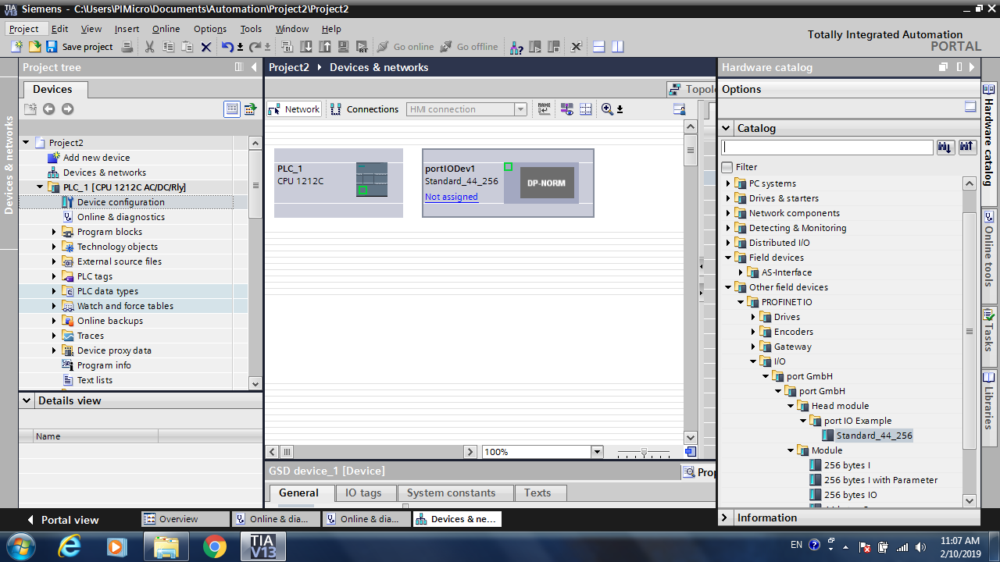 TIA V13 Siemens - C:\Users\PIMicro\Documents\Automation\Project2\Project2
Project Edit View Insert Online Options Tools Window Help
Totally Integrated Automation
PORTAL
Save project Go online Go offline
Project tree
Project2 Devices & networks
Hardware catalog
Devices
Options
Topolo
Network Connections HMI connection NAME
Catalog
Devices & networks
Project2
Add new device
Devices & networks
PLC_1 [CPU 1212C AC/DC/Rly]
Device configuration
Online & diagnostics
Program blocks
Technology objects
External source files
PLC tags
PLC data types
Watch and force tables
Online backups
Traces
Device proxy data
Program info
Text lists
Details view
Name
PLC_1
CPU 1212C
portIODev1
Standard_44_256
Not assigned
DP-NORM
100%
GSD device_1 [Device]
Prop
General IO tags System constants Texts
Filter
PC systems
Drives & starters
Network components
Detecting & Monitoring
Distributed I/O
Field devices
AS-Interface
Other field devices
PROFINET IO
Drives
Encoders
Gateway
I/O
port GmbH
port GmbH
Head module
port IO Example
Standard_44_256
Module
256 bytes I
256 bytes I with Parameter
256 bytes IO
Information
Hardware catalog
Online tools
Tasks
Libraries
Portal view Overview Online & dia... Online & dia... Devices & ne...
TIA V13
EN
11:07 AM
2/10/2019